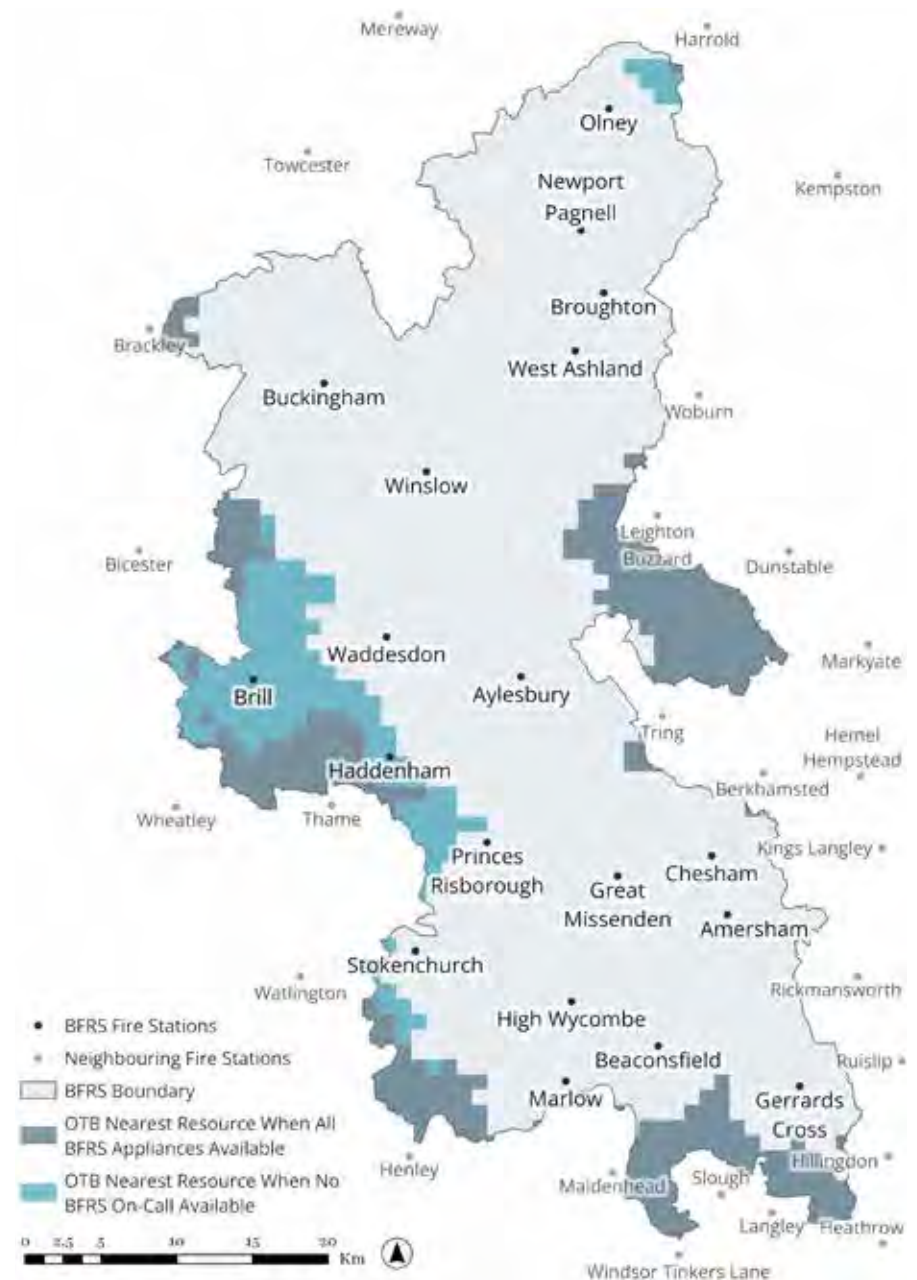 Mereway
Harrold
Olney
Towcester
Kempston
Newport
Pagnell
Broughton
Brackley
West Ashland
Buckingham
Woburn
Winslow
Leighton
Buzzard
Bicester
Dunstable
Waddesdon
Markyate
Brill
Aylesbury
Tring
Hemel
Hempstead
Haddenham
Berkhamsted
Wheatley
Thame
Kings Langley
Princes
Risborough
Chesham
Great
Missenden
Amersham
Stokenchurch
Watlington
Rickmansworth
High Wycombe
Beaconsfield
Ruislip
Marlow
Gerrards
Cross
Henley
Hillingdon
Maidenhead
Slough
Langley
Heathrow
Windsor Tinkers Lane
BFRS Fire Stations
Neighbouring Fire Stations
BFRS Boundary
OTB Nearest Resource When All
BFRS Appliances Available
OTB Nearest Resource When No
BFRS On-Call Available
0 2.5 5 10 15 20
Km